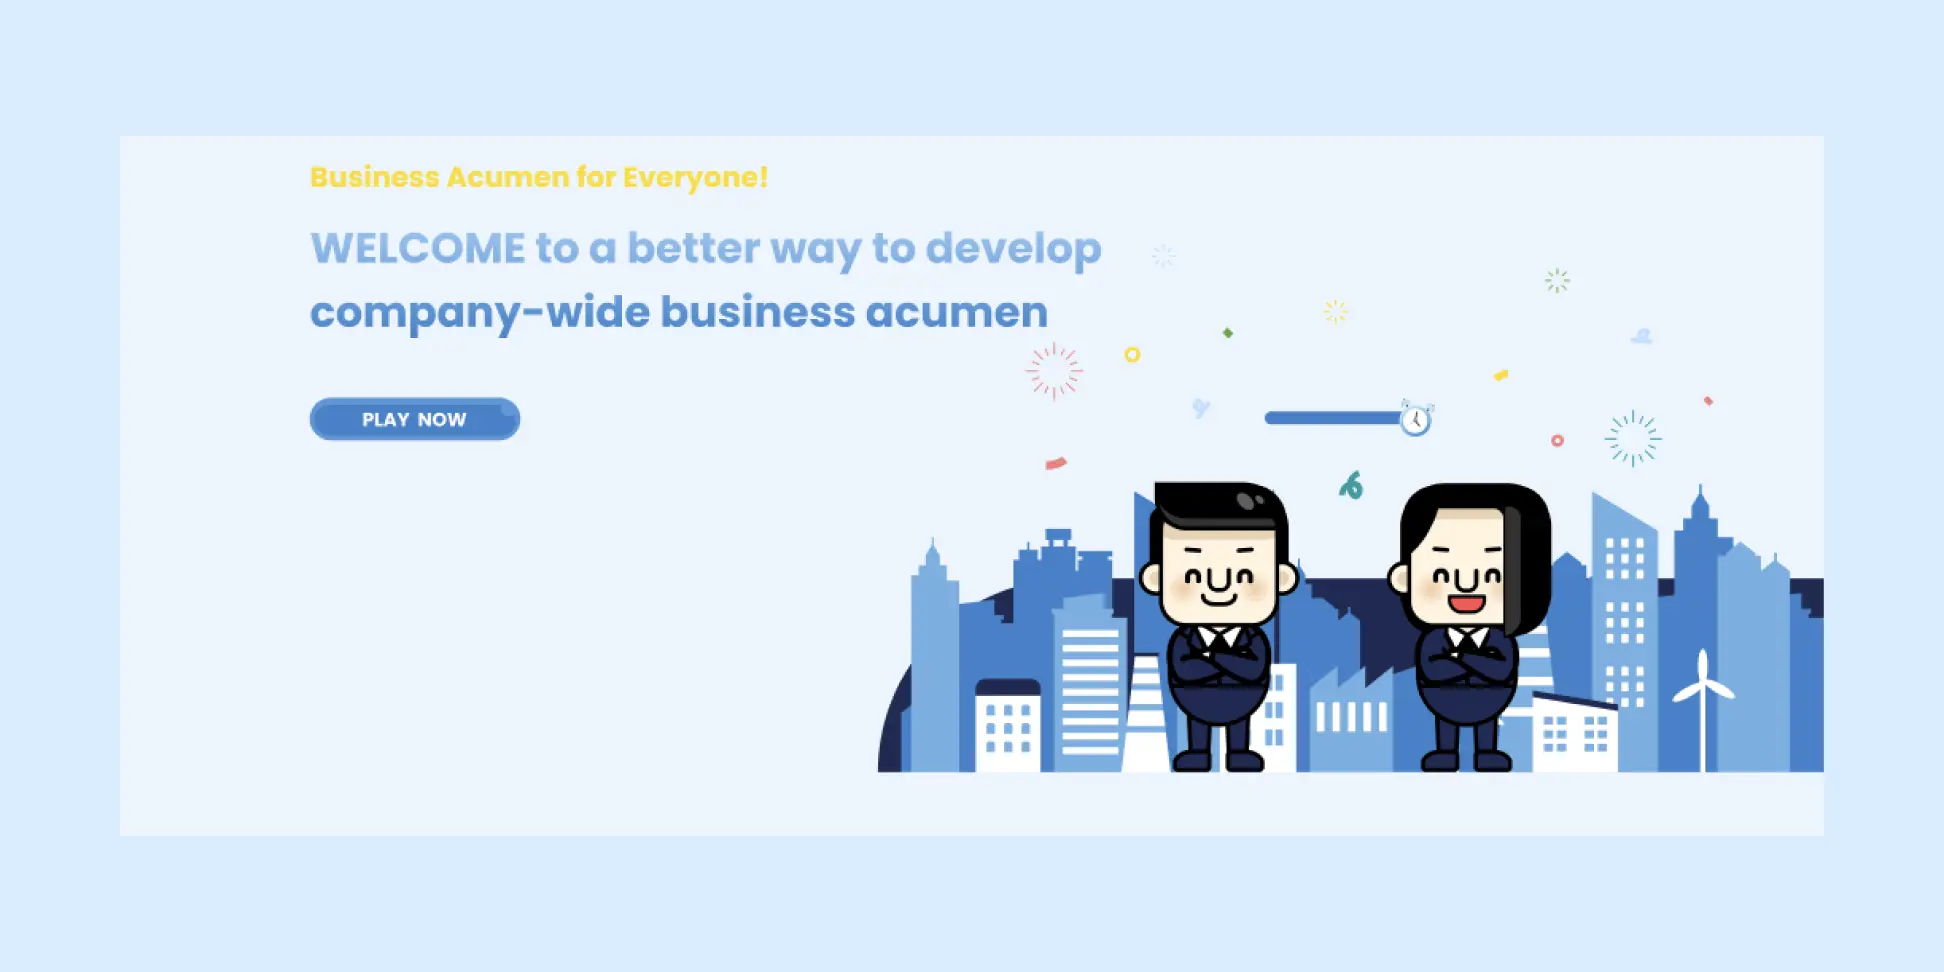 Business Acumen for Everyone!
WELCOME to a better way to develop
company-wide business acumen
PLAY NOW